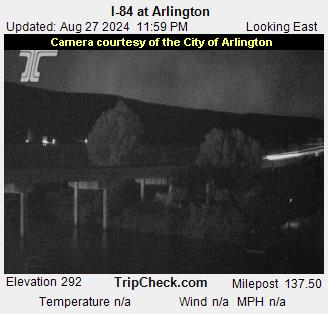 I-84 at Arlington
Updated: Aug 27 2024 11:59 PM Looking East
Camera courtesy of the City of Arlington
Elevation 292 TripCheck.com Milepost 137.50
Temperature n/a Wind n/a MPH n/a